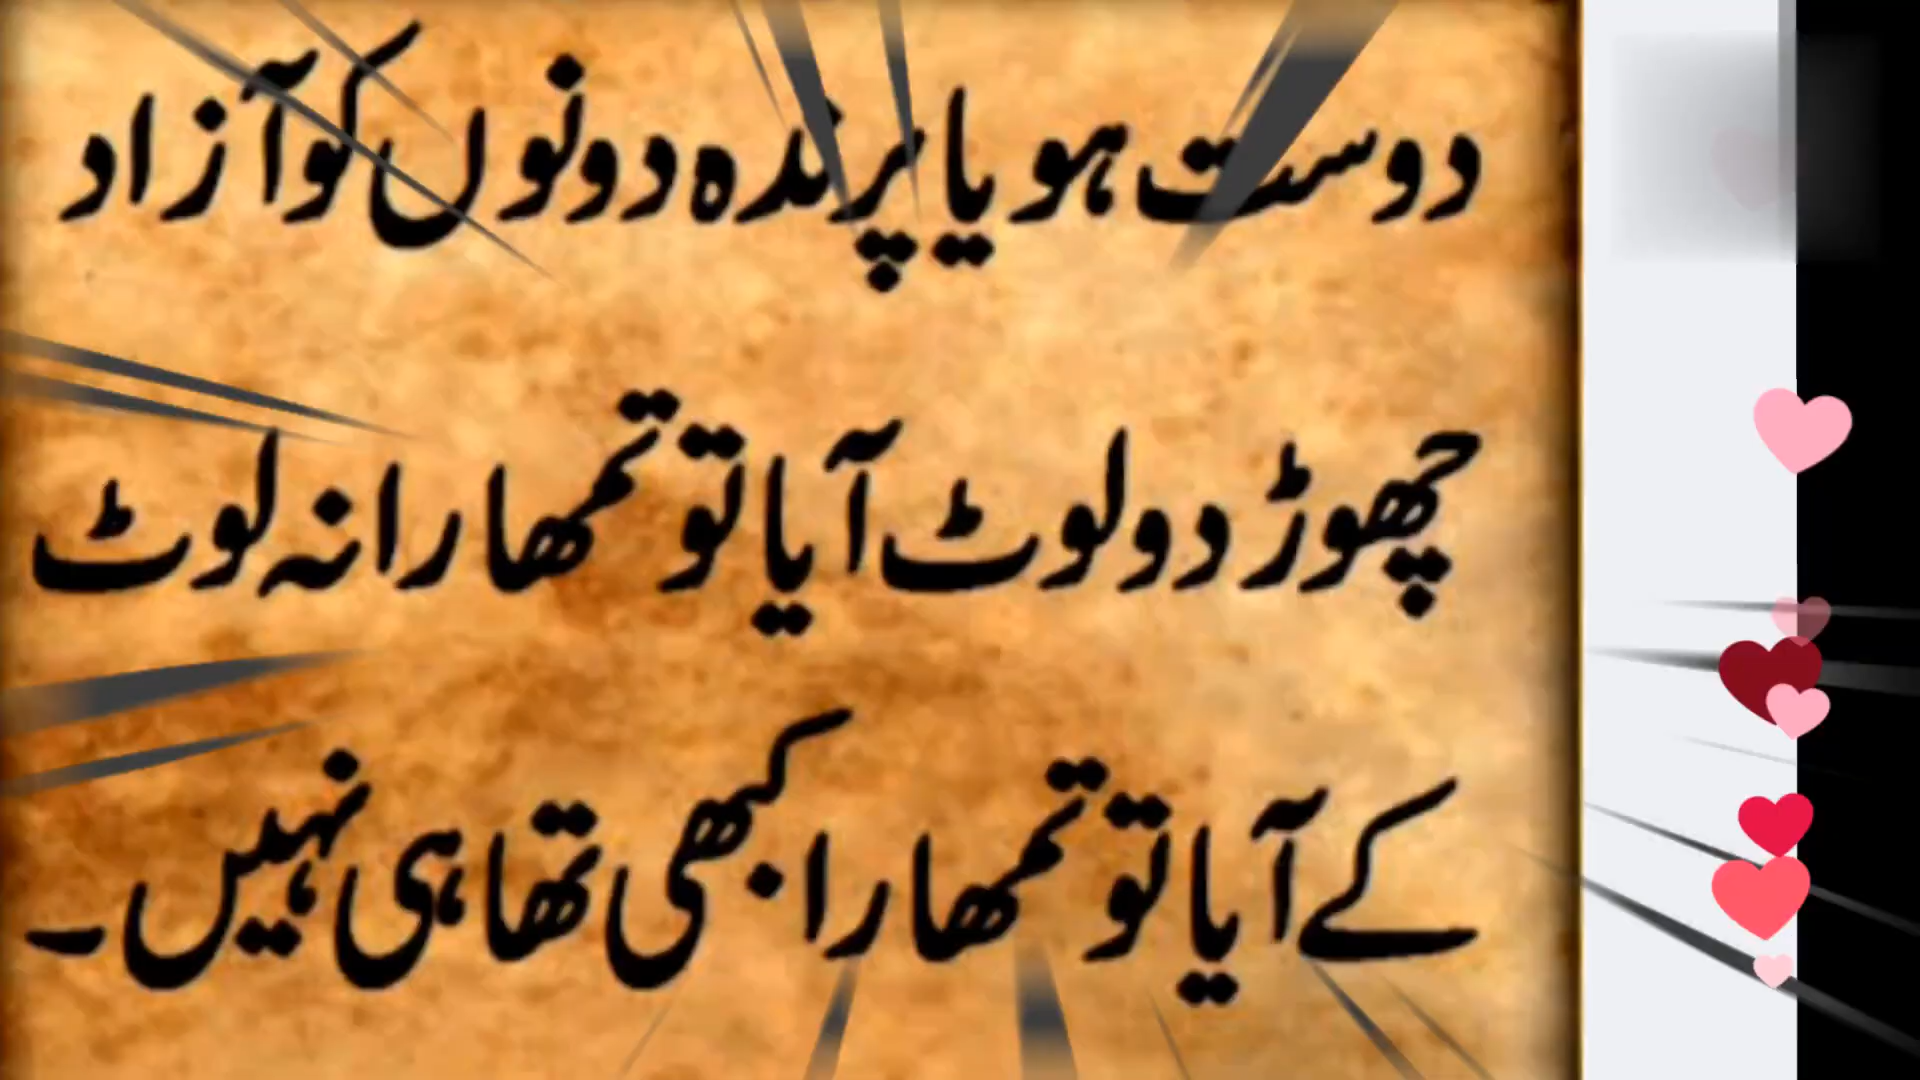 دوست ہو یا پرندہ دونوں کو آزاد
چھوڑ دو لوٹ آیا تو تمھارا نہ لوٹ
کے آیا تو تمھارا کبھی تھا ہی نہیں۔